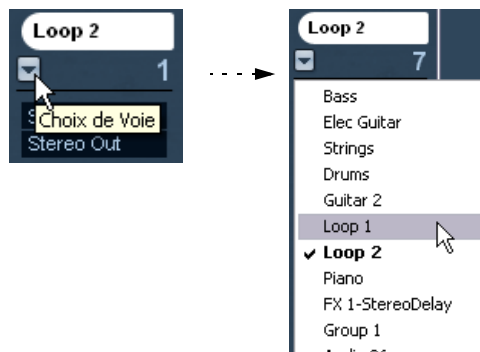 Loop 2
1
Choix de Voie
Stereo Out
Loop 2
7
Bass
Elec Guitar
Strings
Drums
Guitar 2
Loop 1
Loop 2
Piano
FX 1-StereoDelay
Group 1